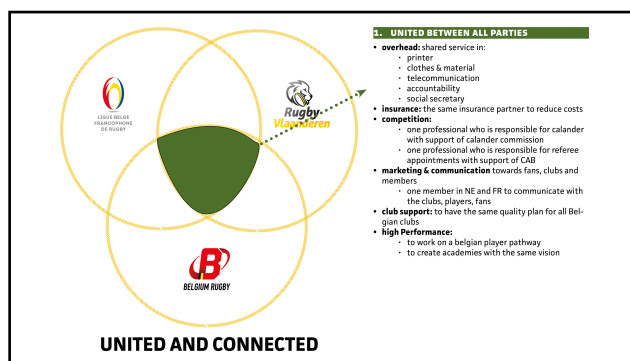 LIGUE BELGE
FRANCOPHONE
DE RUGBY
Rugby
Vlaanderen
BELGIUM RUGBY
UNITED AND CONNECTED
1. UNITED BETWEEN ALL PARTIES
• overhead: shared service in:
• printer
• clothes & material
• telecommunication
• accountability
• social secretary
• insurance: the same insurance partner to reduce costs
• competition:
• one professional who is responsible for calander
with support of calander commission
• one professional who is responsible for referee
appointments with support of CAB
• marketing & communication towards fans, clubs and
members
• one member in NE and FR to communicate with
the clubs, players, fans
• club support: to have the same quality plan for all Bel-
gian clubs
• high Performance:
• to work on a belgian player pathway
• to create academies with the same vision